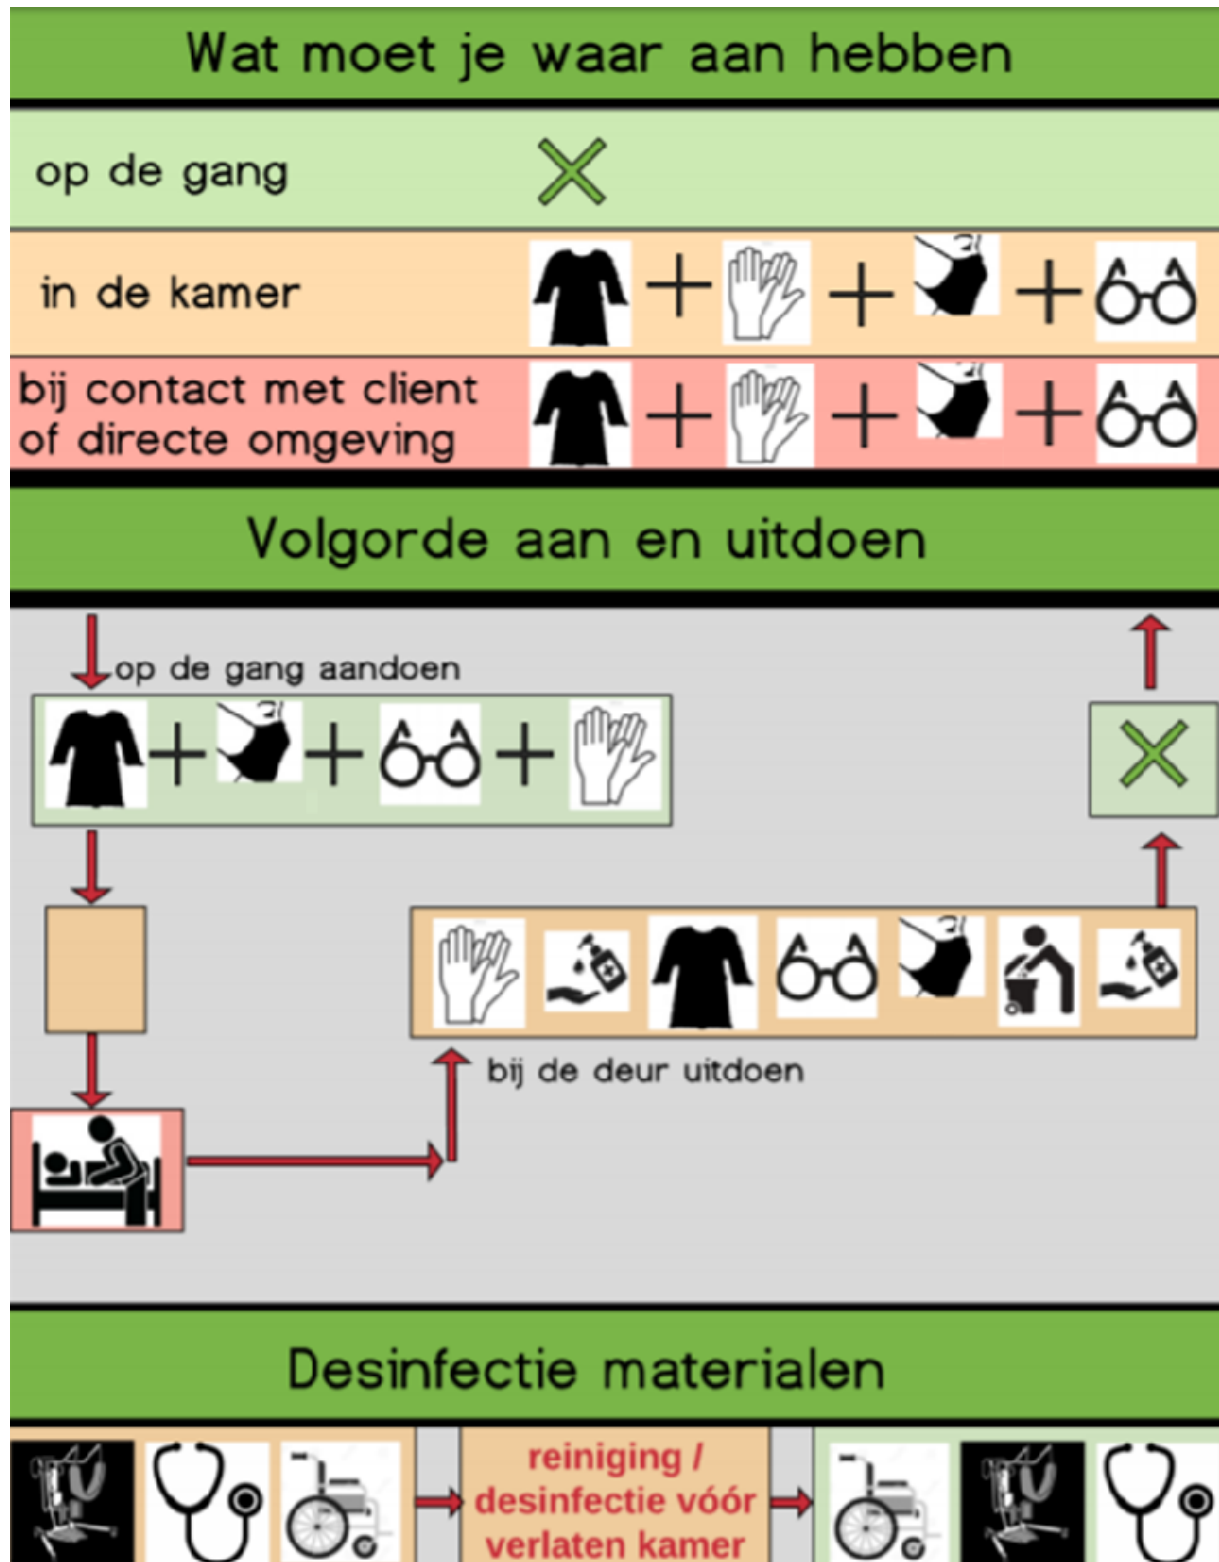 Wat moet je waar aan hebben
op de gang
in de kamer
bij contact met client
of directe omgeving
Volgorde aan en uitdoen
op de gang aandoen
bij de deur uitdoen
Desinfectie materialen
reiniging /
desinfectie vóór
verlaten kamer